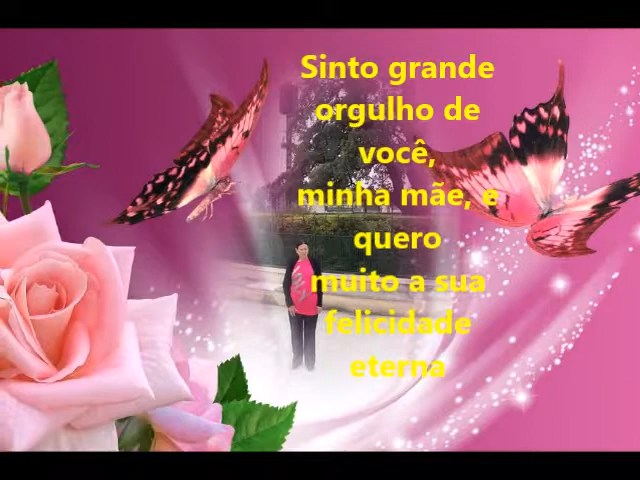 Sinto grande
orgulho de
você,
minha mãe, e
quero
muito a sua
felicidade
eterna